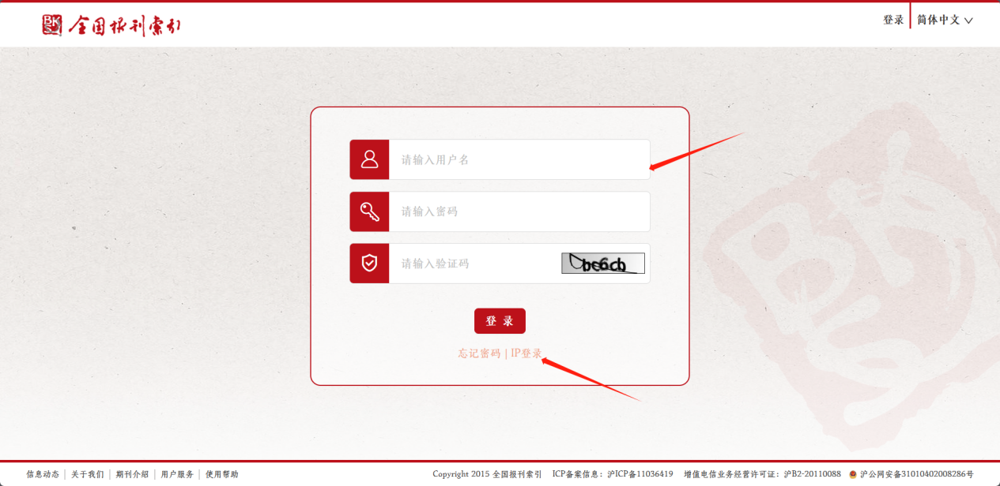 BK
全国报刊索引
登录
简体中文
请输入用户名
请输入密码
请输入验证码
bc6cb
登 录
忘记密码 | IP登录
信息动态 | 关于我们 | 期刊介绍 | 用户服务 | 使用帮助
Copyright 2015 全国报刊索引 ICP备案信息：沪ICP备11036419 增值电信业务经营许可证：沪B2-20110088 沪公网安备31010402008286号